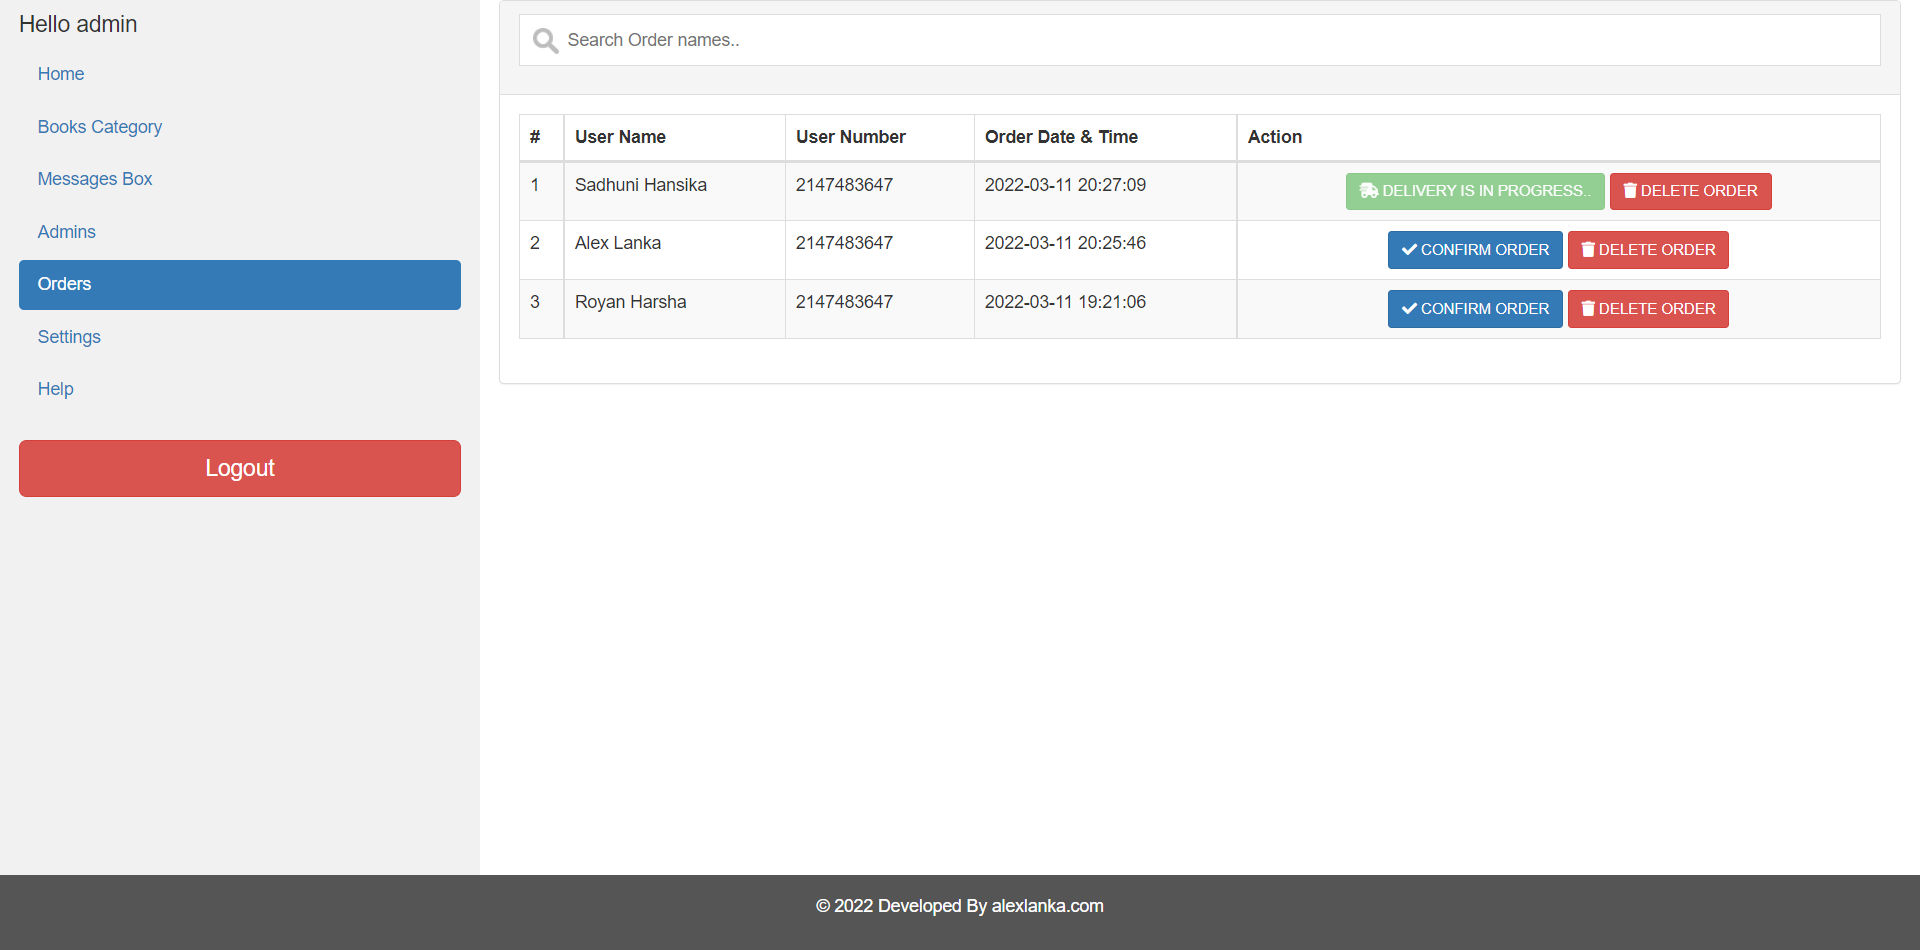 Hello admin
Home
Books Category
Messages Box
Admins
Orders
Settings
Help
Logout
Search Order names..
# User Name User Number Order Date & Time Action
1 Sadhuni Hansika 2147483647 2022-03-11 20:27:09 DELIVERY IS IN PROGRESS.. DELETE ORDER
2 Alex Lanka 2147483647 2022-03-11 20:25:46 CONFIRM ORDER DELETE ORDER
3 Royan Harsha 2147483647 2022-03-11 19:21:06 CONFIRM ORDER DELETE ORDER
© 2022 Developed By alexlanka.com